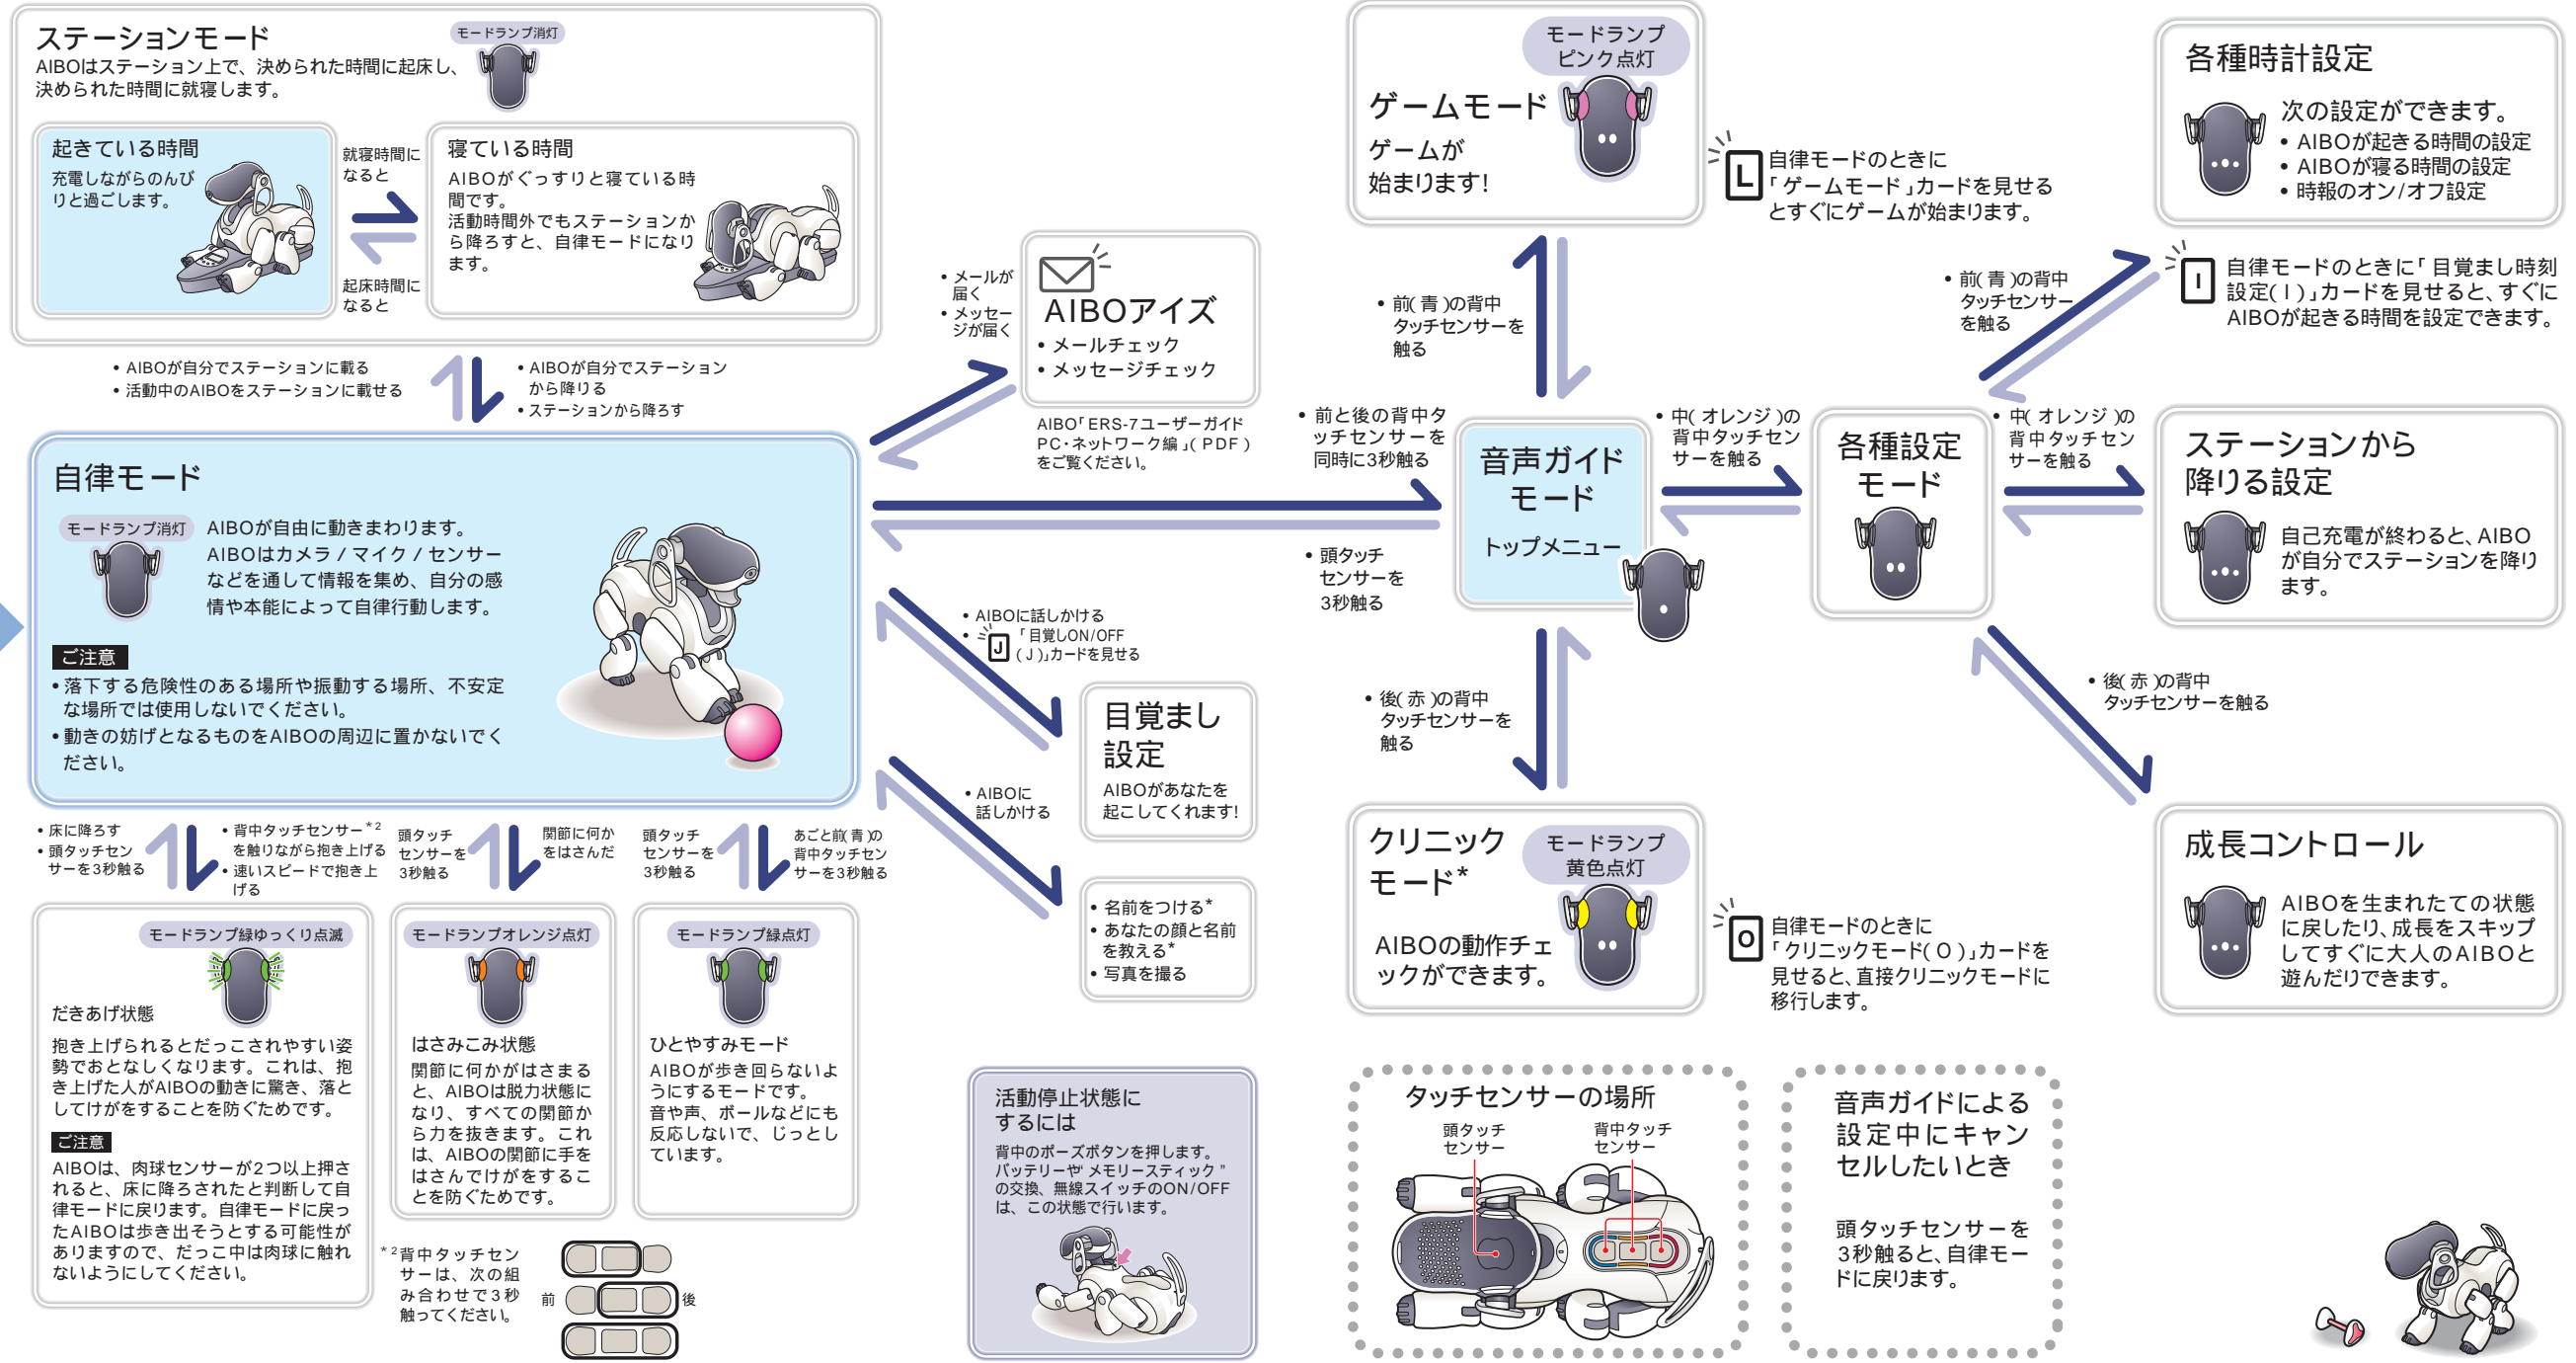 ステーションモード
モードランプ消灯
AIBOはステーション上で、決められた時間に起床し、
決められた時間に就寝します。
起きている時間
充電しながらのんび
りと過ごします。
就寝時間に
なると
起床時間に
なると
寝ている時間
AIBOがぐっすりと寝ている時
間です。
活動時間外でもステーションか
ら降ろすと、自律モードになり
ます。
• AIBOが自分でステーションに載る
• 活動中のAIBOをステーションに載せる
• AIBOが自分でステーション
から降りる
• ステーションから降ろす
自律モード
モードランプ消灯
AIBOが自由に動きまわります。
AIBOはカメラ / マイク / センサー
などを通して情報を集め、自分の感
情や本能によって自律行動します。
ご注意
• 落下する危険性のある場所や振動する場所、不安定
な場所では使用しないでください。
• 動きの妨げとなるものをAIBOの周辺に置かないでく
ださい。
• 床に降ろす
• 頭タッチセン
サーを3秒触る
• 背中タッチセンサー*2
を触りながら抱き上げる
• 速いスピードで抱き上
げる
頭タッチ
センサーを
3秒触る
関節に何か
をはさんだ
頭タッチ
センサーを
3秒触る
あごと前(青)の
背中タッチセン
サーを3秒触る
モードランプ緑ゆっくり点滅
だきあげ状態
抱き上げられるとだっこされやすい姿
勢でおとなしくなります。これは、抱
き上げた人がAIBOの動きに驚き、落と
してけがをすることを防ぐためです。
ご注意
AIBOは、肉球センサーが2つ以上押さ
れると、床に降ろされたと判断して自
律モードに戻ります。自律モードに戻っ
たAIBOは歩き出そうとする可能性が
ありますので、だっこ中は肉球に触れ
ないようにしてください。
モードランプオレンジ点灯
はさみこみ状態
関節に何かがはさまる
と、AIBOは脱力状態に
なり、すべての関節か
ら力を抜きます。これ
は、AIBOの関節に手を
はさんでけがをするこ
とを防ぐためです。
モードランプ緑点灯
ひとやすみモード
AIBOが歩き回らないよ
うにするモードです。
音や声、ボールなどにも
反応しないで、じっとし
ています。
*2背中タッチセン
サーは、次の組
み合わせで3秒
触ってください。
前
後
• メールが
届く
• メッセー
ジが届く
AIBOアイズ
• メールチェック
• メッセージチェック
AIBO「ERS-7ユーザーガイド
PC・ネットワーク編」(PDF)
をご覧ください。
• AIBOに話しかける
• J 「目覚しON/OFF
(J)」カードを見せる
目覚まし
設定
AIBOがあなたを
起こしてくれます!
• AIBOに
話しかける
• 名前をつける*
• あなたの顔と名前
を教える*
• 写真を撮る
活動停止状態に
するには
背中のポーズボタンを押します。
バッテリーや“メモリースティック”
の交換、無線スイッチのON/OFF
は、この状態で行います。
モードランプ
ピンク点灯
ゲームモード
ゲームが
始まります!
L
自律モードのときに
「ゲームモード」カードを見せる
とすぐにゲームが始まります。
• 前(青)の背中
タッチセンサーを
触る
• 前と後の背中タ
ッチセンサーを
同時に3秒触る
• 頭タッチ
センサーを
3秒触る
音声ガイド
モード
トップメニュー
• 中(オレンジ)の
背中タッチセン
サーを触る
各種設定
モード
• 中(オレンジ)の
背中タッチセン
サーを触る
• 後(赤)の背中
タッチセンサーを
触る
クリニック
モード*
モードランプ
黄色点灯
AIBOの動作チェ
ックができます。
O
自律モードのときに
「クリニックモード(O)」カードを
見せると、直接クリニックモードに
移行します。
各種時計設定
次の設定ができます。
• AIBOが起きる時間の設定
• AIBOが寝る時間の設定
• 時報のオン/オフ設定
• 前(青)の背中
タッチセンサー
を触る
I
自律モードのときに「目覚まし時刻
設定(I)」カードを見せると、すぐに
AIBOが起きる時間を設定できます。
ステーションから
降りる設定
自己充電が終わると、AIBO
が自分でステーションを降り
ます。
• 後(赤)の背中
タッチセンサーを触る
成長コントロール
AIBOを生まれたての状態
に戻したり、成長をスキップ
してすぐに大人のAIBOと
遊んだりできます。
タッチセンサーの場所
頭タッチ
センサー
背中タッチ
センサー
音声ガイドによる
設定中にキャン
セルしたいとき
頭タッチセンサーを
3秒触ると、自律モー
ドに戻ります。